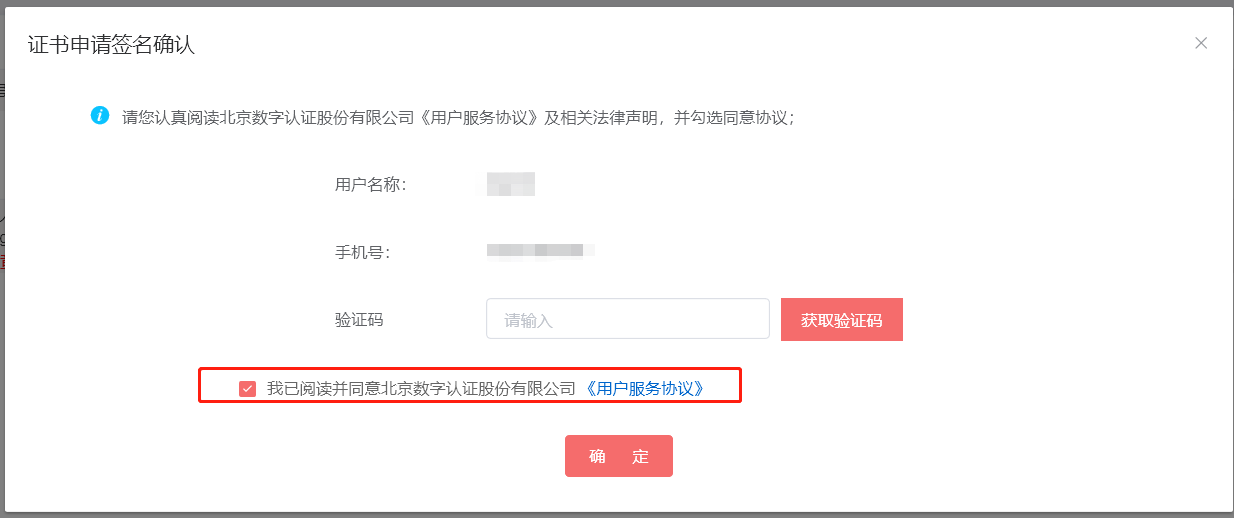 证书申请签名确认
请您认真阅读北京数字认证股份有限公司《用户服务协议》及相关法律声明，并勾选同意协议；
用户名称：
手机号：
验证码 请输入 获取验证码
我已阅读并同意北京数字认证股份有限公司《用户服务协议》
确 定